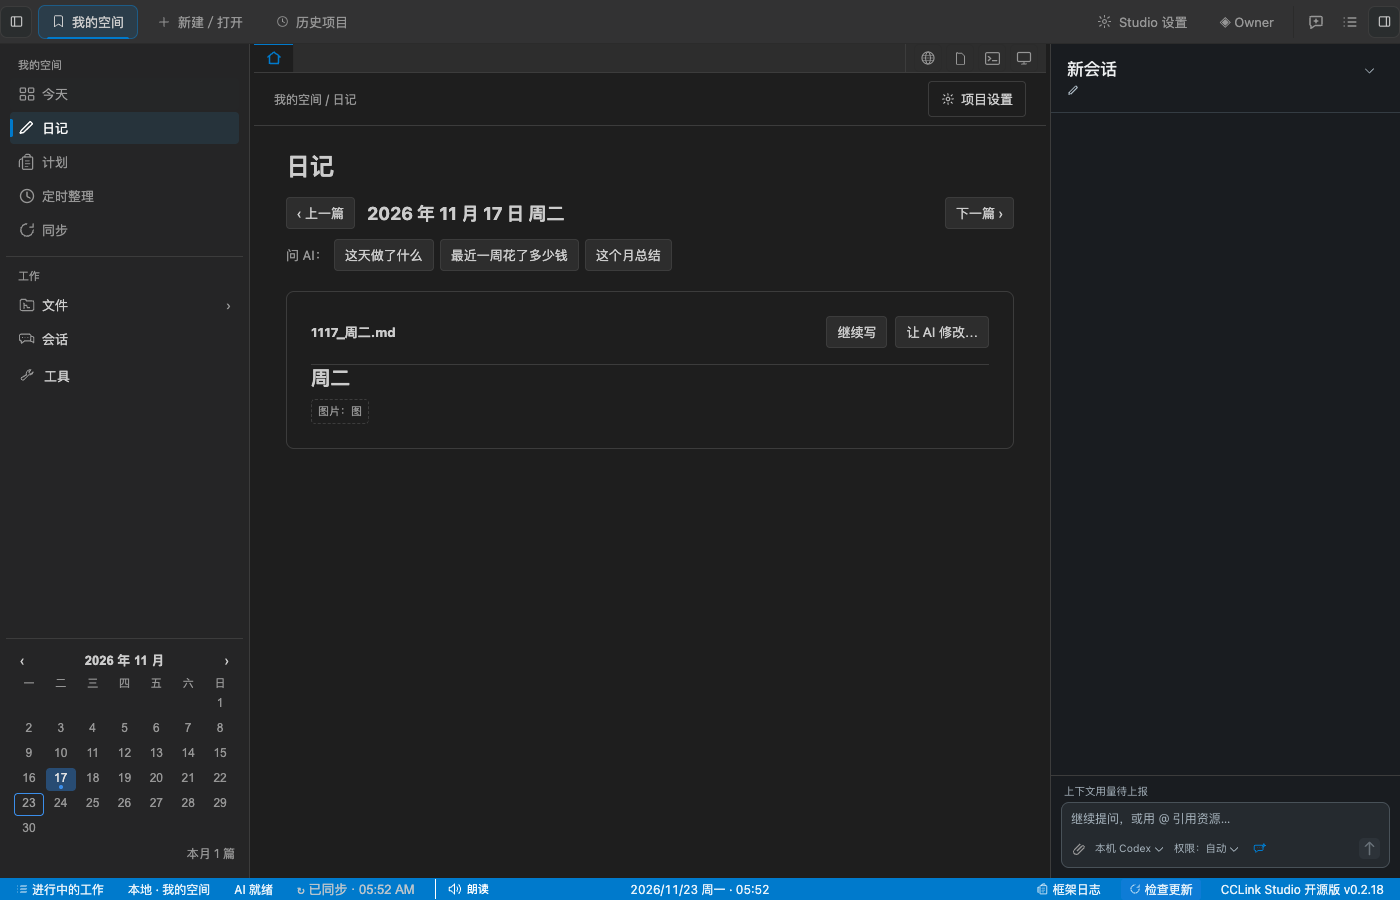 我的空间
新建 / 打开
历史项目
Studio 设置
Owner
我的空间
今天
日记
计划
定时整理
同步
工作
文件
会话
工具
我的空间 / 日记
项目设置
日记
‹ 上一篇
2026 年 11 月 17 日 周二
下一篇 ›
问 AI：
这天做了什么
最近一周花了多少钱
这个月总结
1117_周二.md
继续写
让 AI 修改...
周二
图片：图
‹ 2026 年 11 月 ›
一 二 三 四 五 六 日
1
2 3 4 5 6 7 8
9 10 11 12 13 14 15
16 17 18 19 20 21 22
23 24 25 26 27 28 29
30
本月 1 篇
新会话
上下文用量待上报
继续提问，或用 @ 引用资源...
本机 Codex
权限：自动
进行中的工作
本地 · 我的空间
AI 就绪
已同步 · 05:52 AM
朗读
2026/11/23 周一 · 05:52
框架日志
检查更新
CCLink Studio 开源版 v0.2.18